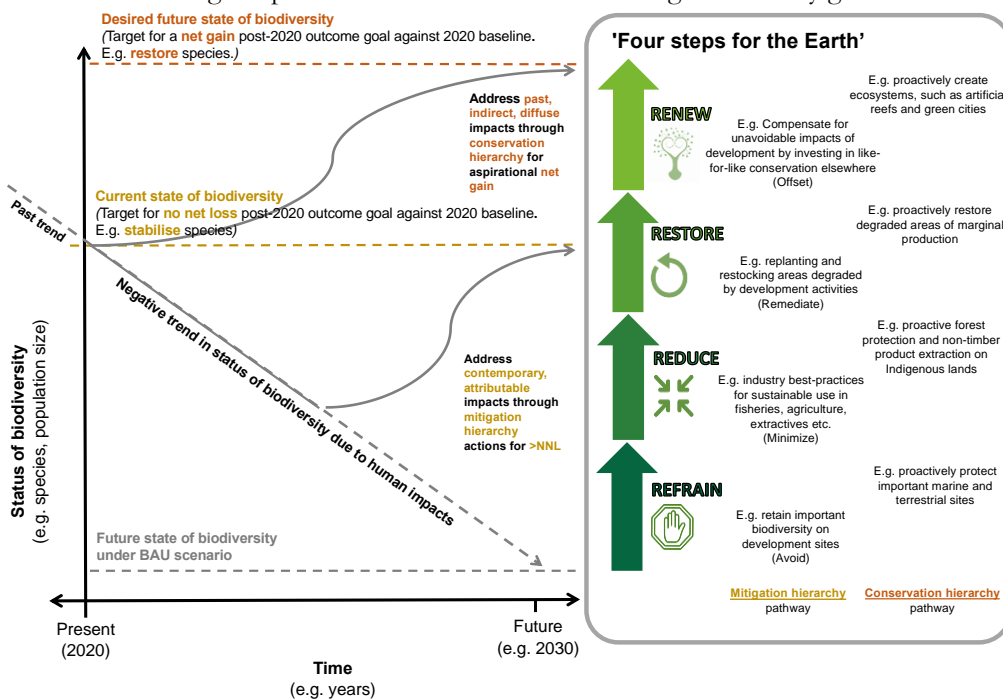 Desired future state of biodiversity
(Target for a net gain post-2020 outcome goal against 2020 baseline.
E.g. restore species.)
Address past,
indirect, diffuse
impacts through
conservation
hierarchy for
aspirational net
gain
Past trend
Current state of biodiversity
(Target for no net loss post-2020 outcome goal against 2020 baseline.
E.g. stabilise species)
Negative trend in status of biodiversity due to human impacts
Address
contemporary,
attributable
impacts through
mitigation
hierarchy
actions for >NNL
Status of biodiversity
(e.g. species, population size)
Future state of biodiversity
under BAU scenario
Present
(2020)
Future
(e.g. 2030)
Time
(e.g. years)
'Four steps for the Earth’
RENEW
E.g. Compensate for
unavoidable impacts of
development by investing in like-
for-like conservation elsewhere
(Offset)
E.g. proactively create
ecosystems, such as artificial
reefs and green cities
RESTORE
E.g. replanting and
restocking areas degraded
by development activities
(Remediate)
E.g. proactively restore
degraded areas of marginal
production
REDUCE
E.g. industry best-practices
for sustainable use in
fisheries, agriculture,
extractives etc.
(Minimize)
E.g. proactive forest
protection and non-timber
product extraction on
Indigenous lands
REFRAIN
E.g. retain important
biodiversity on
development sites
(Avoid)
E.g. proactively protect
important marine and
terrestrial sites
Mitigation hierarchy
pathway
Conservation hierarchy
pathway